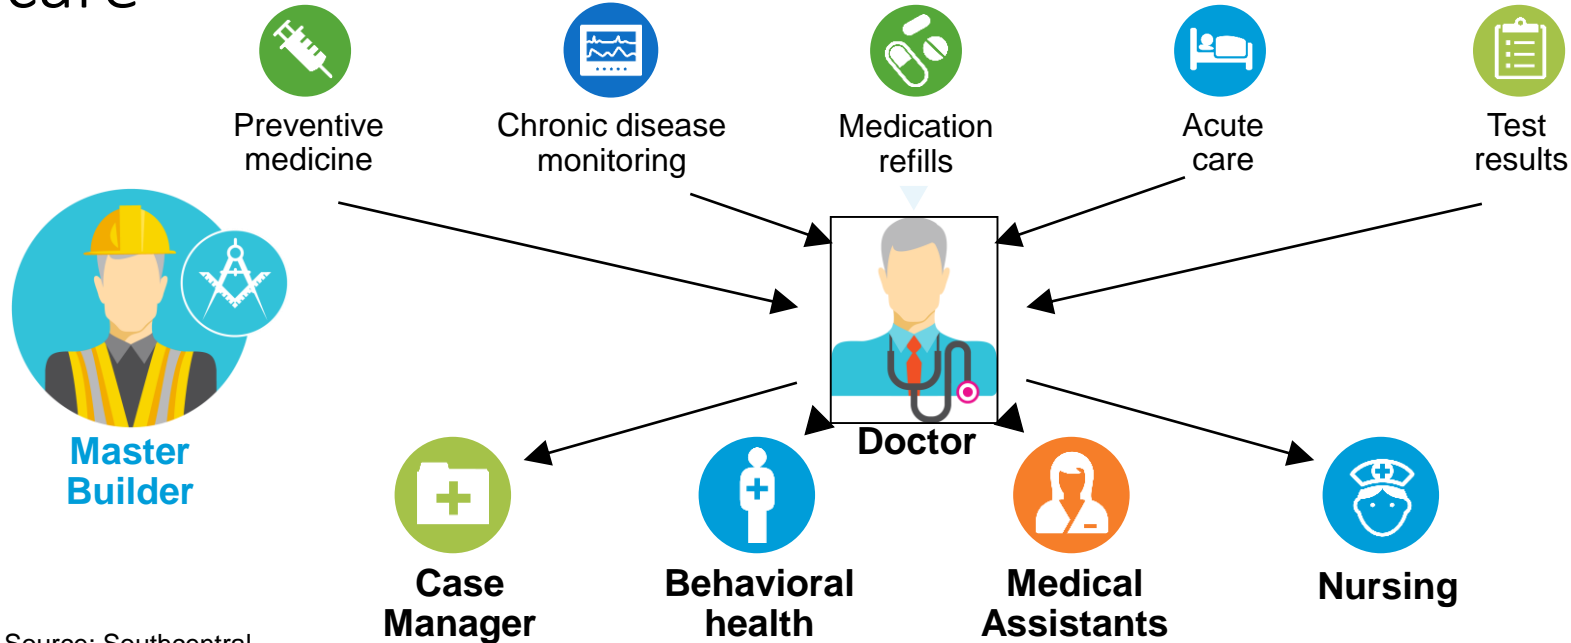 care
Preventive
medicine
Chronic disease
monitoring
Medication
refills
Acute
care
Test
results
Master
Builder
Doctor
Case
Manager
Behavioral
health
Medical
Assistants
Nursing
Source: Southcentral